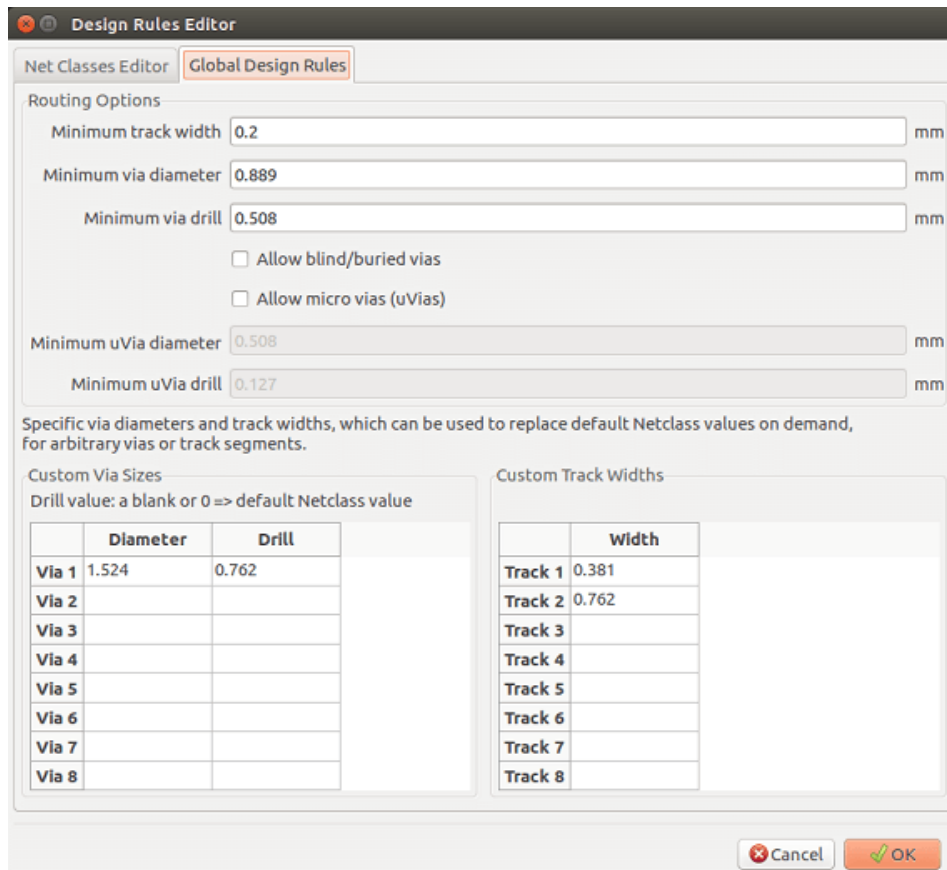 Design Rules Editor
Net Classes Editor Global Design Rules
Routing Options
Minimum track width 0.2 mm
Minimum via diameter 0.889 mm
Minimum via drill 0.508 mm
Allow blind/buried vias
Allow micro vias (uVias)
Minimum uVia diameter 0.508 mm
Minimum uVia drill 0.127 mm
Specific via diameters and track widths, which can be used to replace default Netclass values on demand,
for arbitrary vias or track segments.
Custom Via Sizes
Drill value: a blank or 0 => default Netclass value
Diameter Drill
Via 1 1.524 0.762
Via 2
Via 3
Via 4
Via 5
Via 6
Via 7
Via 8
Custom Track Widths
Width
Track 1 0.381
Track 2 0.762
Track 3
Track 4
Track 5
Track 6
Track 7
Track 8
Cancel OK